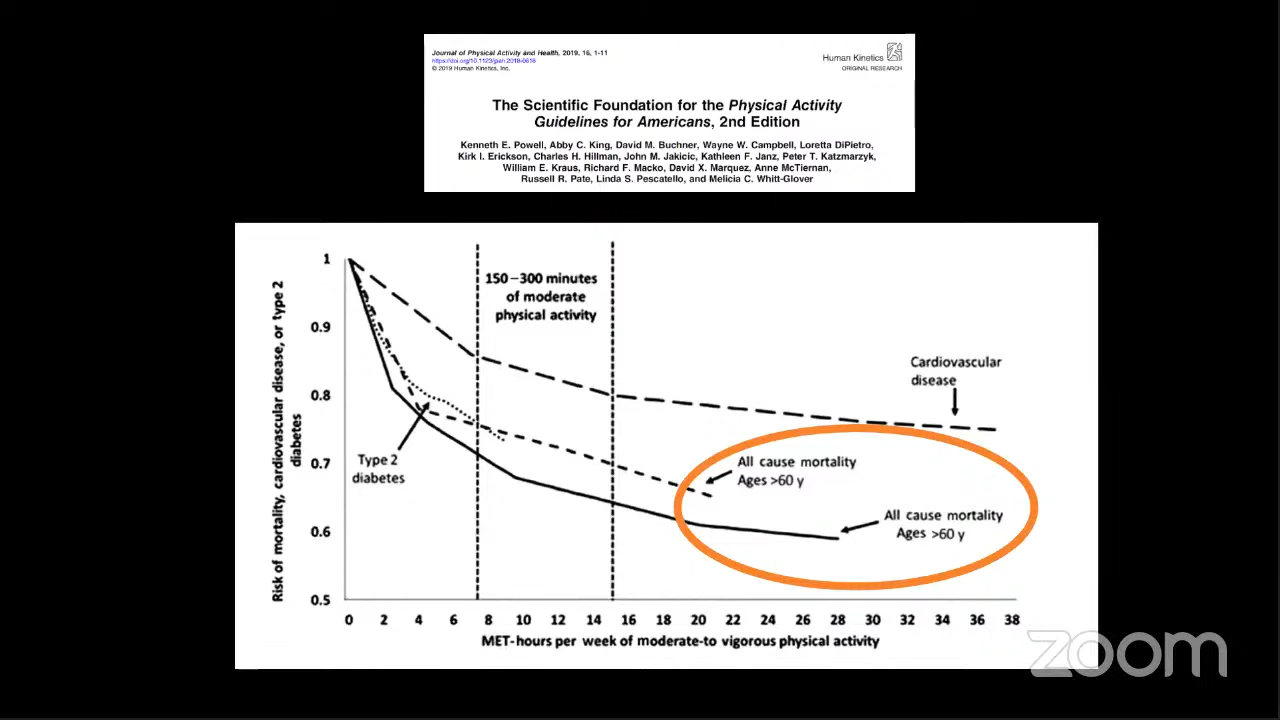 Journal of Physical Activity and Health, 2019, 16, 1-11
https://doi.org/10.1123/jpah.2018-0618
© 2019 Human Kinetics, Inc.
Human Kinetics
ORIGINAL RESEARCH
The Scientific Foundation for the Physical Activity
Guidelines for Americans, 2nd Edition
Kenneth E. Powell, Abby C. King, David M. Buchner, Wayne W. Campbell, Loretta DiPietro,
Kirk I. Erickson, Charles H. Hillman, John M. Jakicic, Kathleen F. Janz, Peter T. Katzmarzyk,
William E. Kraus, Richard F. Macko, David X. Marquez, Anne McTiernan,
Russell R. Pate, Linda S. Pescatello, and Melicia C. Whitt-Glover
Risk of mortality, cardiovascular disease, or type 2
diabetes
1
0.9
0.8
0.7
0.6
0.5
150–300 minutes
of moderate
physical activity
Cardiovascular
disease
Type 2
diabetes
All cause mortality
Ages >60 y
All cause mortality
Ages >60 y
0 2 4 6 8 10 12 14 16 18 20 22 24 26 28 30 32 34 36 38
MET-hours per week of moderate-to vigorous physical activity
zoom